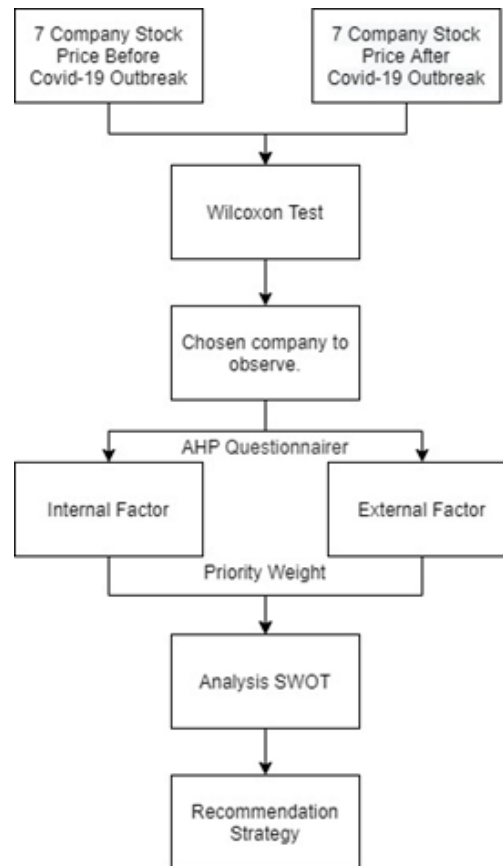 7 Company Stock
Price Before
Covid-19 Outbreak
7 Company Stock
Price After
Covid-19 Outbreak
Wilcoxon Test
Chosen company to
observe.
AHP Questionnairer
Internal Factor
External Factor
Priority Weight
Analysis SWOT
Recommendation
Strategy